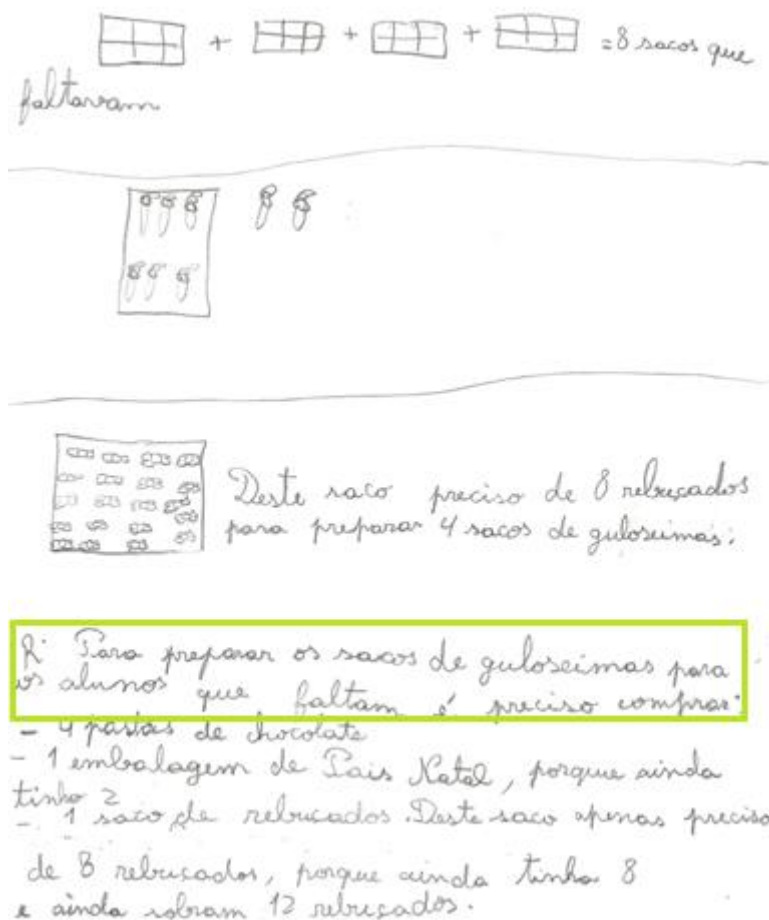 + + + = 8 sacos que
faltavam
Deste saco preciso de 8 rebuçados
para preparar 4 sacos de guloseimas.
R: Para preparar os sacos de guloseimas para
os alunos que faltam é preciso comprar:
- 4 pastas de chocolate
- 1 embalagem de Pais Natal, porque ainda
tinha 2
- 1 saco de rebuçados. Deste saco apenas preciso
de 8 rebuçados, porque ainda tinha 8
e ainda sobram 12 rebuçados.